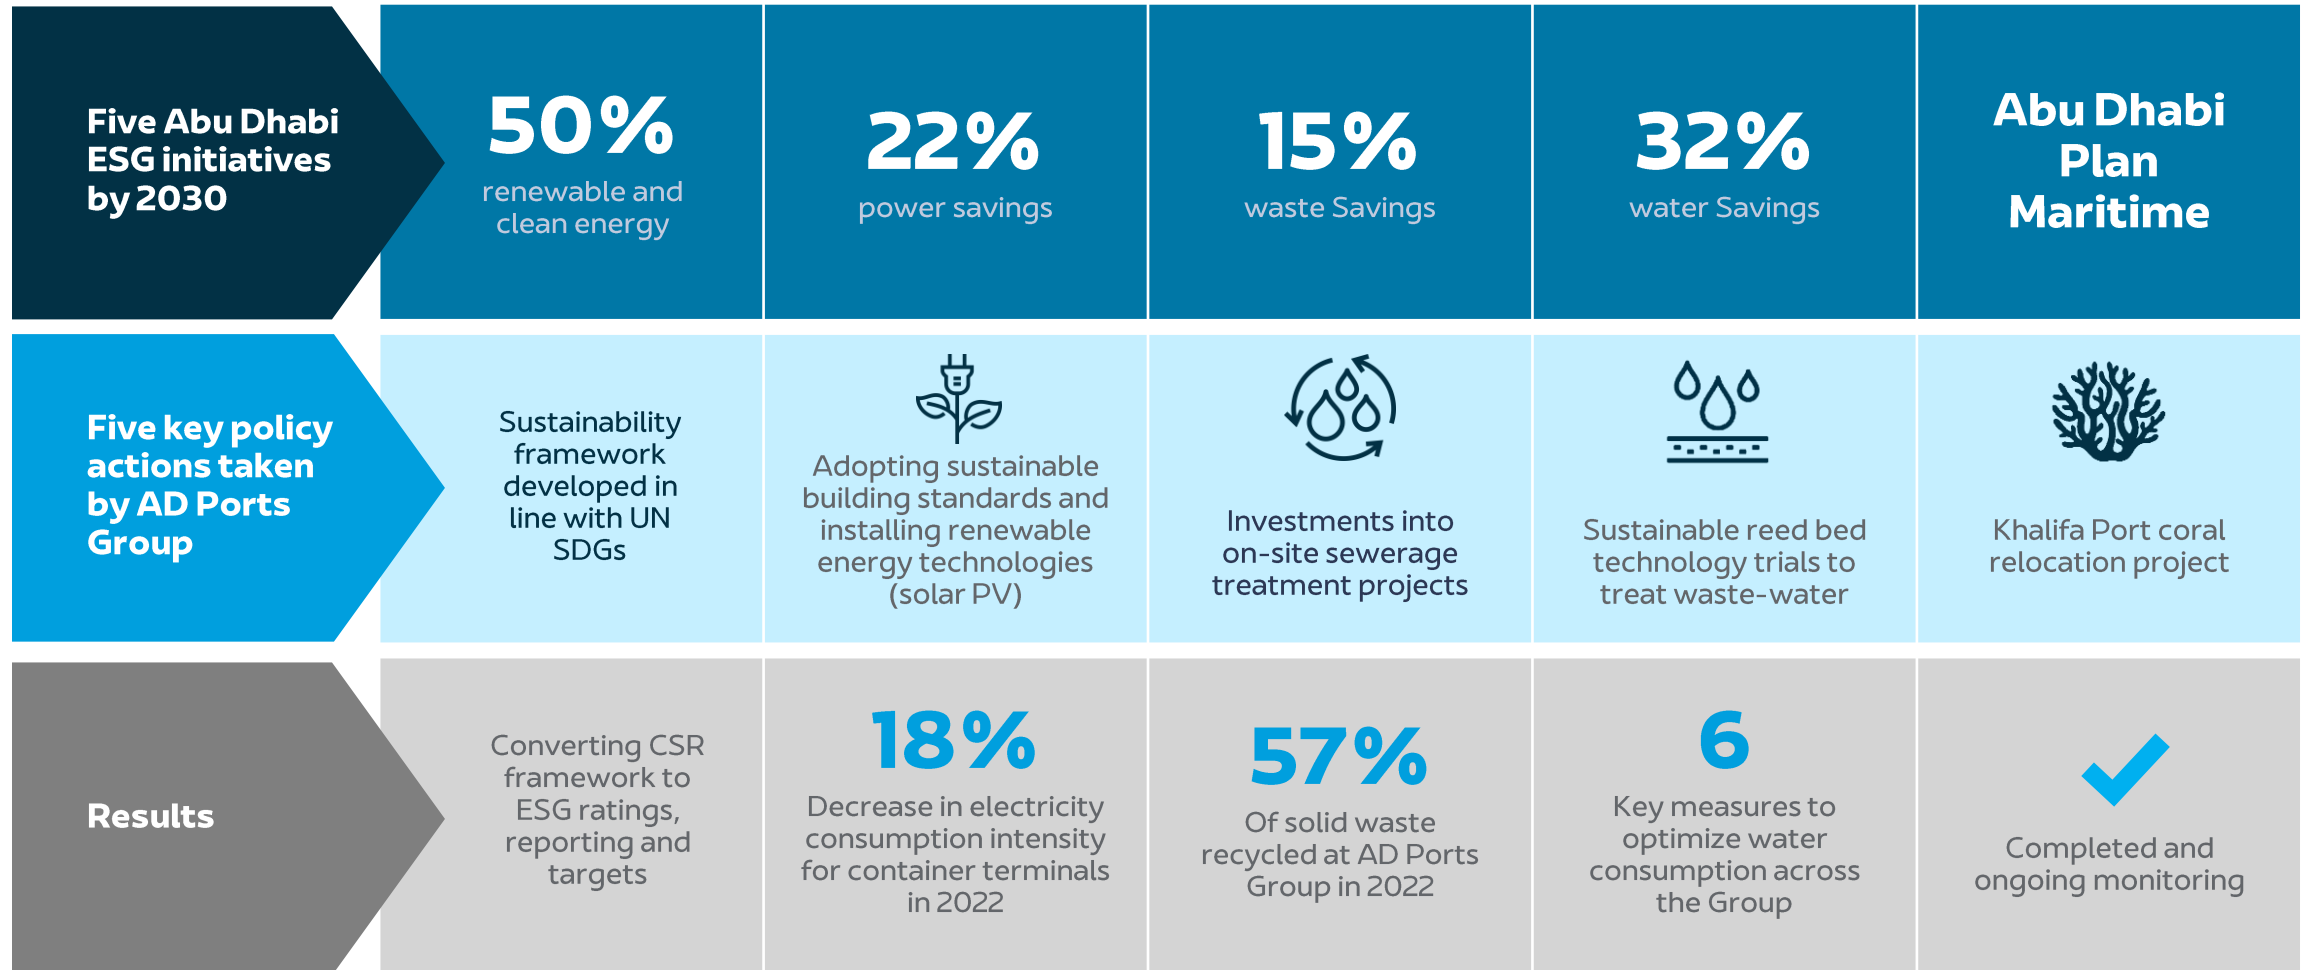 Five Abu Dhabi
ESG initiatives
by 2030
50%
renewable and
clean energy
22%
power savings
15%
waste Savings
32%
water Savings
Abu Dhabi
Plan
Maritime
Five key policy
actions taken
by AD Ports
Group
Sustainability
framework
developed in
line with UN
SDGs
Adopting sustainable
building standards and
installing renewable
energy technologies
(solar PV)
Investments into
on-site sewerage
treatment projects
Sustainable reed bed
technology trials to
treat waste-water
Khalifa Port coral
relocation project
Results
Converting CSR
framework to
ESG ratings,
reporting and
targets
18%
Decrease in electricity
consumption intensity
for container terminals
in 2022
57%
Of solid waste
recycled at AD Ports
Group in 2022
6
Key measures to
optimize water
consumption across
the Group
Completed and
ongoing monitoring